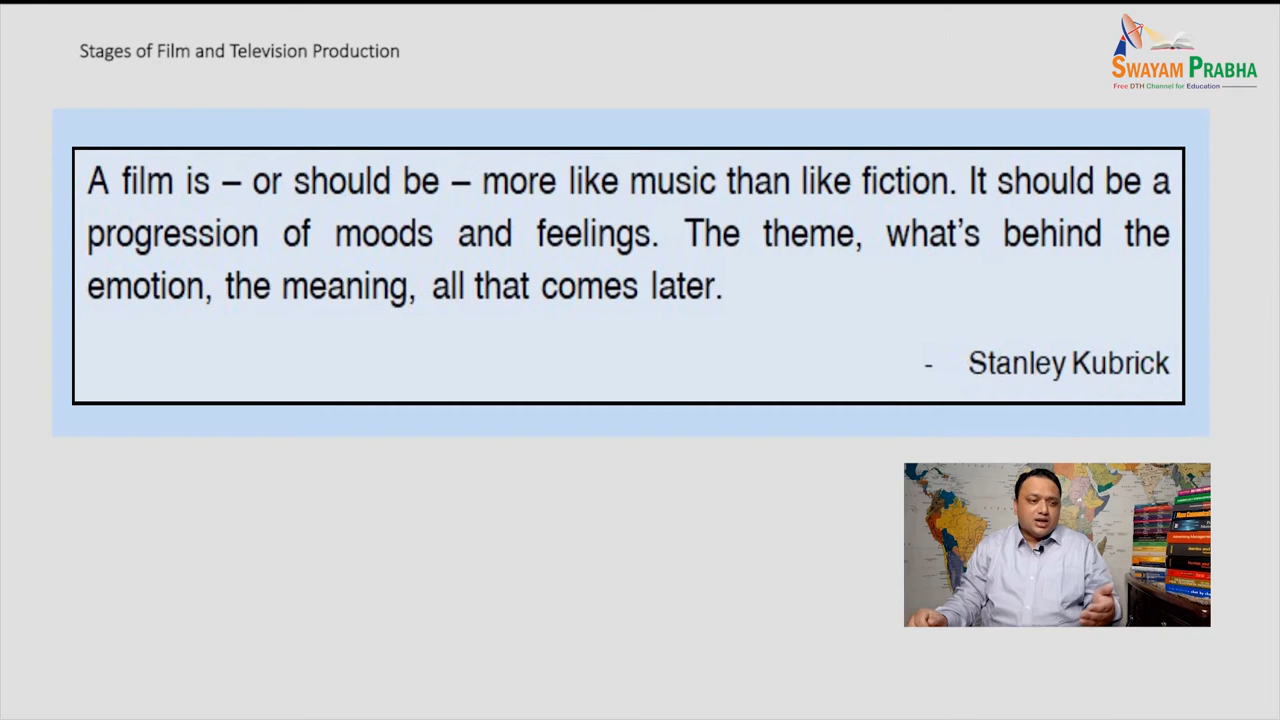 Stages of Film and Television Production
SWAYAM PRABHA
Free DTH Channel for Education
A film is – or should be – more like music than like fiction. It should be a
progression of moods and feelings. The theme, what’s behind the
emotion, the meaning, all that comes later.
- Stanley Kubrick